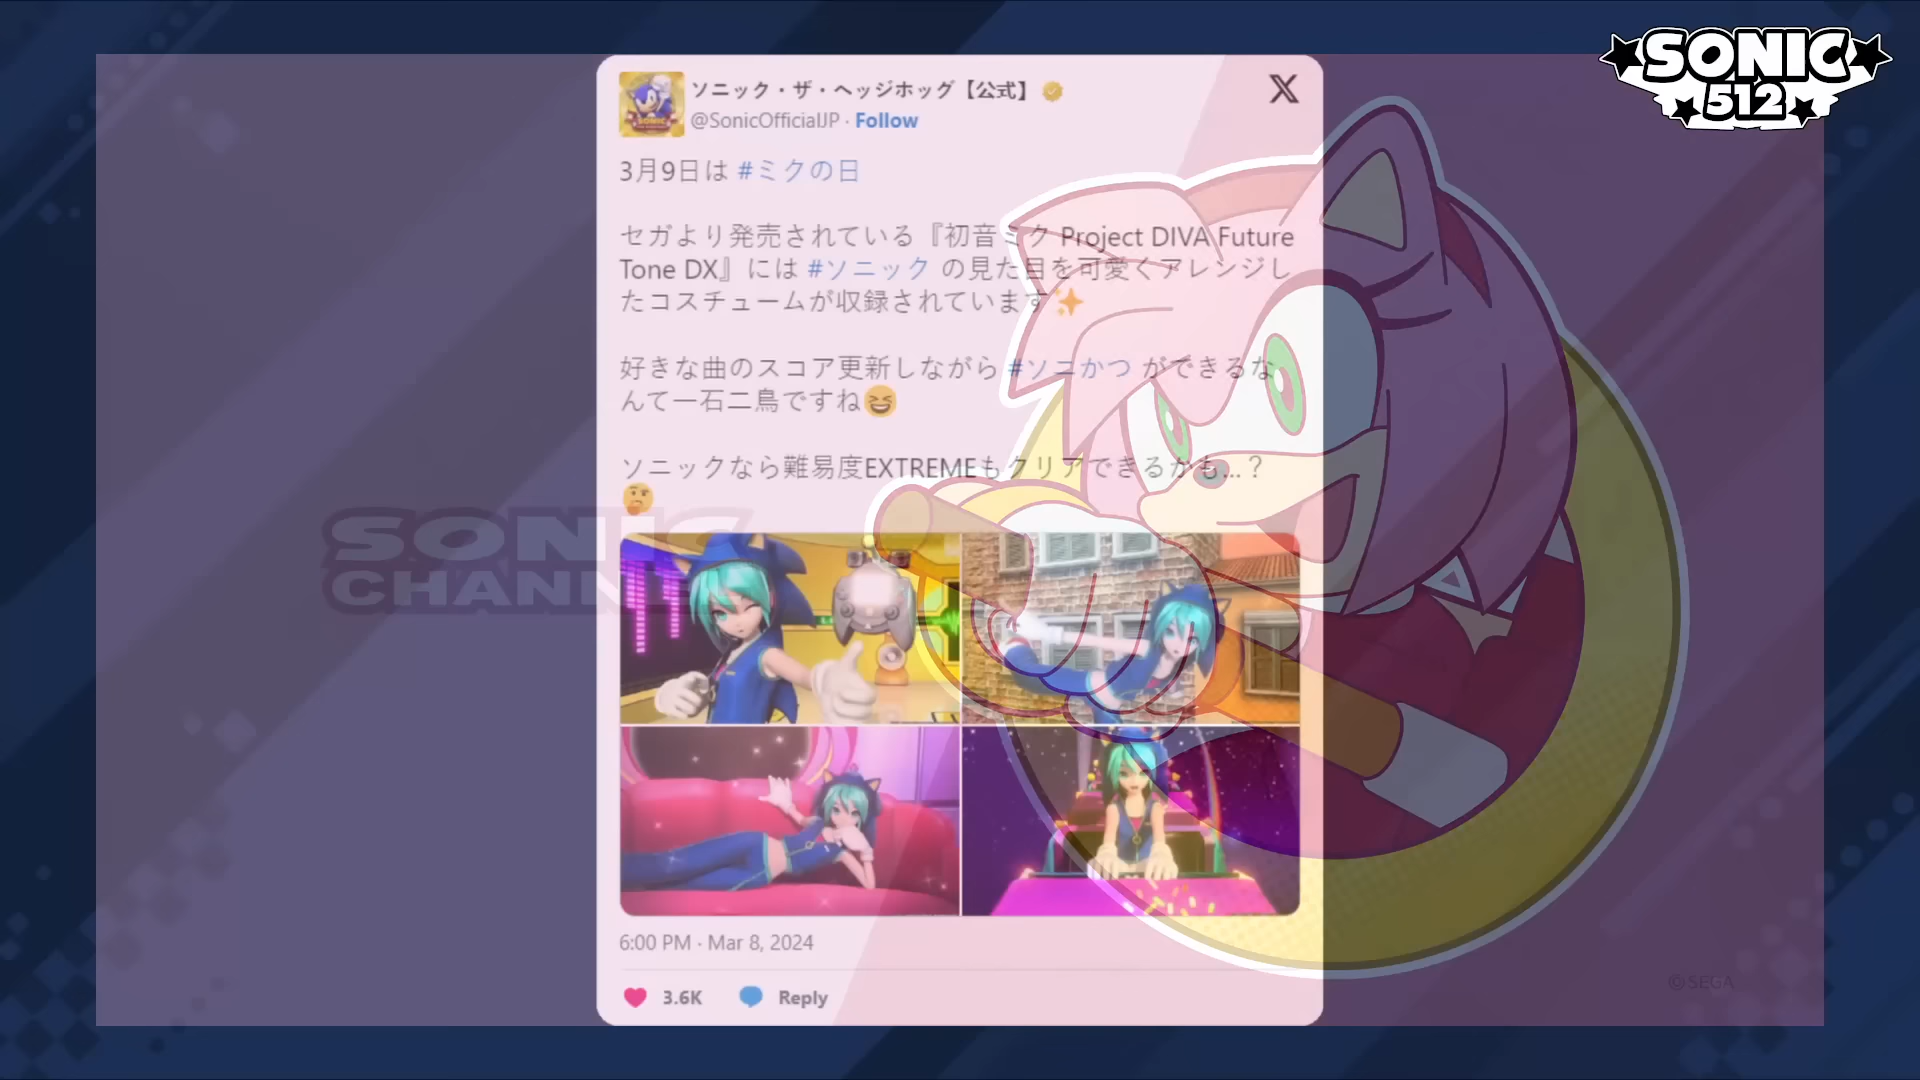 SONIC
512
ソニック・ザ・ヘッジホッグ【公式】
@SonicOfficialJP · Follow
3月9日は #ミクの日
セガより発売されている『初音ミク Project DIVA Future
Tone DX』には #ソニック の見た目を可愛くアレンジし
たコスチュームが収録されています✨
好きな曲のスコア更新しながら #ソニかつ ができるな
んて一石二鳥ですね😆
ソニックなら難易度EXTREMEもクリアできるかも...？
🤔
SONIC
CHANN
6:00 PM · Mar 8, 2024
3.6K Reply
©SEGA